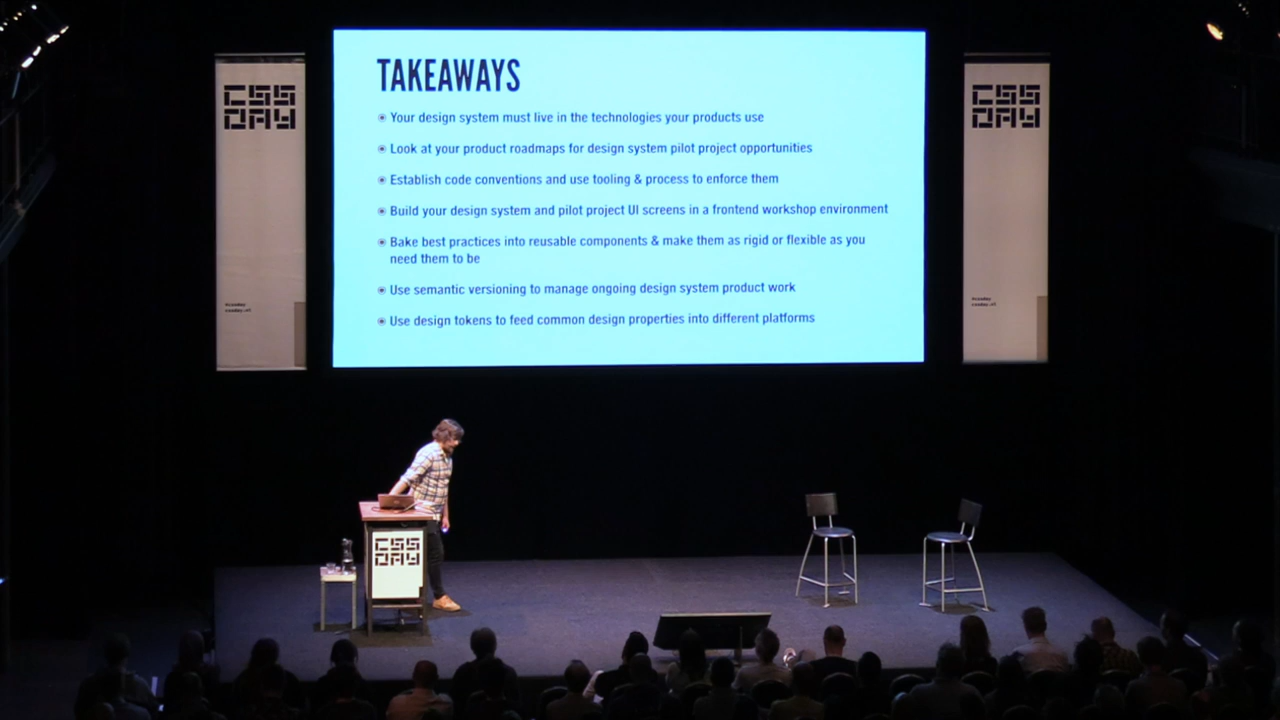 TAKEAWAYS
Your design system must live in the technologies your products use
Look at your product roadmaps for design system pilot project opportunities
Establish code conventions and use tooling & process to enforce them
Build your design system and pilot project UI screens in a frontend workshop environment
Bake best practices into reusable components & make them as rigid or flexible as you
need them to be
Use semantic versioning to manage ongoing design system product work
Use design tokens to feed common design properties into different platforms
CSS
DAY
CSS
DAY
CSS
DAY